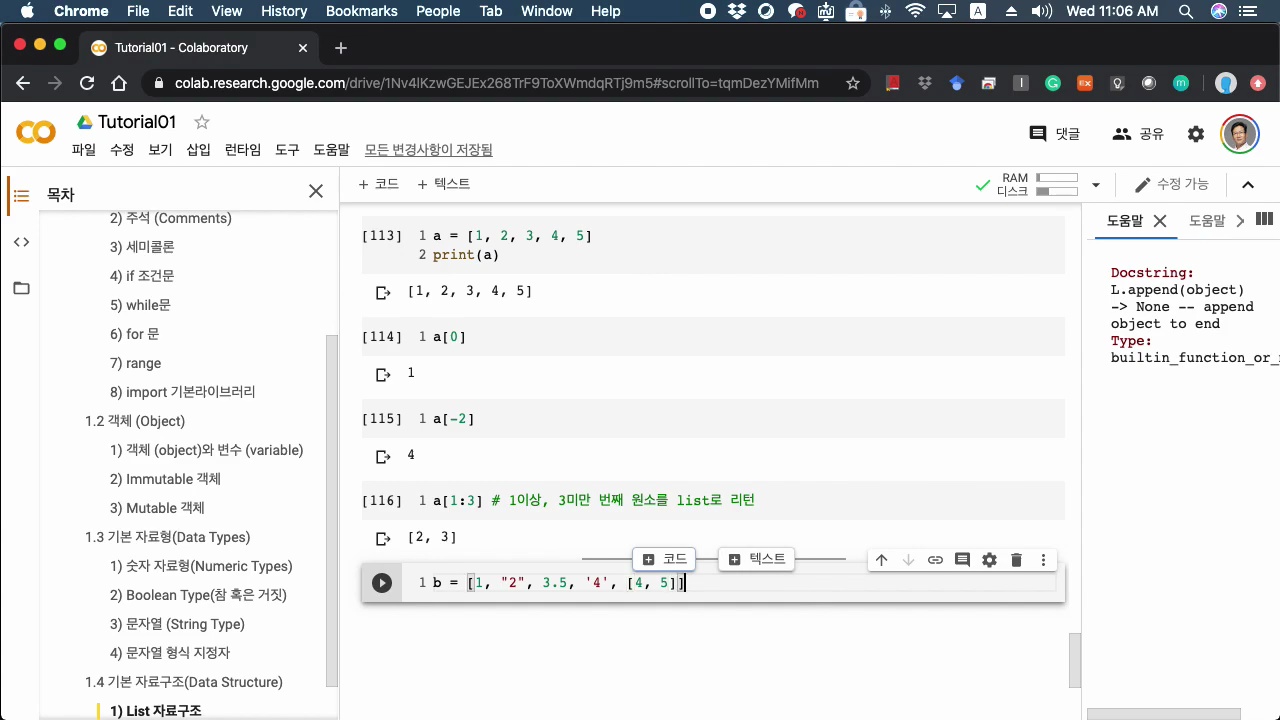 Chrome File Edit View History Bookmarks People Tab Window Help A Wed 11:06 AM
Tutorial01 - Colaboratory
colab.research.google.com/drive/1Nv4lKzwGEJEx268TrF9ToXWmdqRTj9m5#scrollTo=tqmDezYMifMm
Tutorial01
댓글 공유
파일 수정 보기 삽입 런타임 도구 도움말 모든 변경사항이 저장됨
목차
+ 코드 + 텍스트
RAM
디스크
수정 가능
2) 주석 (Comments)
3) 세미콜론
4) if 조건문
5) while문
6) for 문
7) range
8) import 기본라이브러리
1.2 객체 (Object)
1) 객체 (object)와 변수 (variable)
2) Immutable 객체
3) Mutable 객체
1.3 기본 자료형(Data Types)
1) 숫자 자료형(Numeric Types)
2) Boolean Type(참 혹은 거짓)
3) 문자열 (String Type)
4) 문자열 형식 지정자
1.4 기본 자료구조(Data Structure)
1) List 자료구조
[113] 1 a = [1, 2, 3, 4, 5]
2 print(a)
[1, 2, 3, 4, 5]
[114] 1 a[0]
1
[115] 1 a[-2]
4
[116] 1 a[1:3] # 1이상, 3미만 번째 원소를 list로 리턴
[2, 3]
코드 텍스트
1 b = [1, "2", 3.5, '4', [4, 5]]
도움말 도움말
Docstring:
L.append(object)
-> None -- append
object to end
Type:
builtin_function_or_